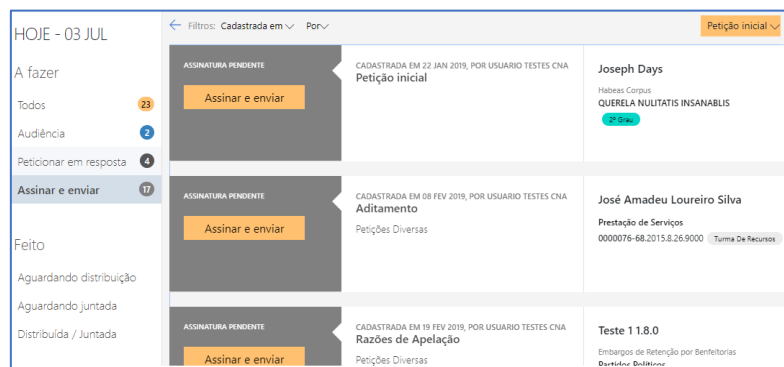 HOJE - 03 JUL
A fazer
Todos 23
Audiência 2
Peticionar em resposta 4
Assinar e enviar 17
Feito
Aguardando distribuição
Aguardando juntada
Distribuída / Juntada
Filtros: Cadastrada em Por
Petição inicial
ASSINATURA PENDENTE
Assinar e enviar
CADASTRADA EM 22 JAN 2019, POR USUARIO TESTES CNA
Petição inicial
Joseph Days
Habeas Corpus
QUERELA NULITATIS INSANABLIS
2º Grau
ASSINATURA PENDENTE
Assinar e enviar
CADASTRADA EM 08 FEV 2019, POR USUARIO TESTES CNA
Aditamento
Petições Diversas
José Amadeu Loureiro Silva
Prestação de Serviços
0000076-68.2015.8.26.9000 Turma De Recursos
ASSINATURA PENDENTE
Assinar e enviar
CADASTRADA EM 19 FEV 2019, POR USUARIO TESTES CNA
Razões de Apelação
Petições Diversas
Teste 1 1.8.0
Embargos de Retenção por Benfeitorias
Partidos Políticos